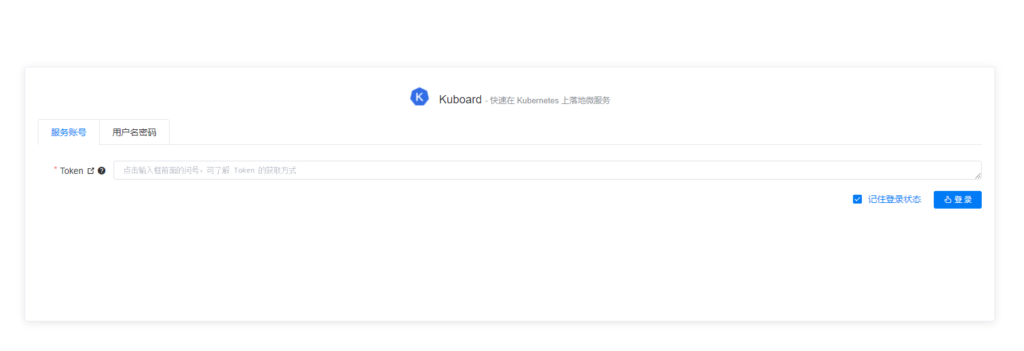 Kuboard - 快速在 Kubernetes 上落地微服务
服务账号 用户名密码
* Token 点击输入框前面的问号，可了解 Token 的获取方式
记住登录状态 登录